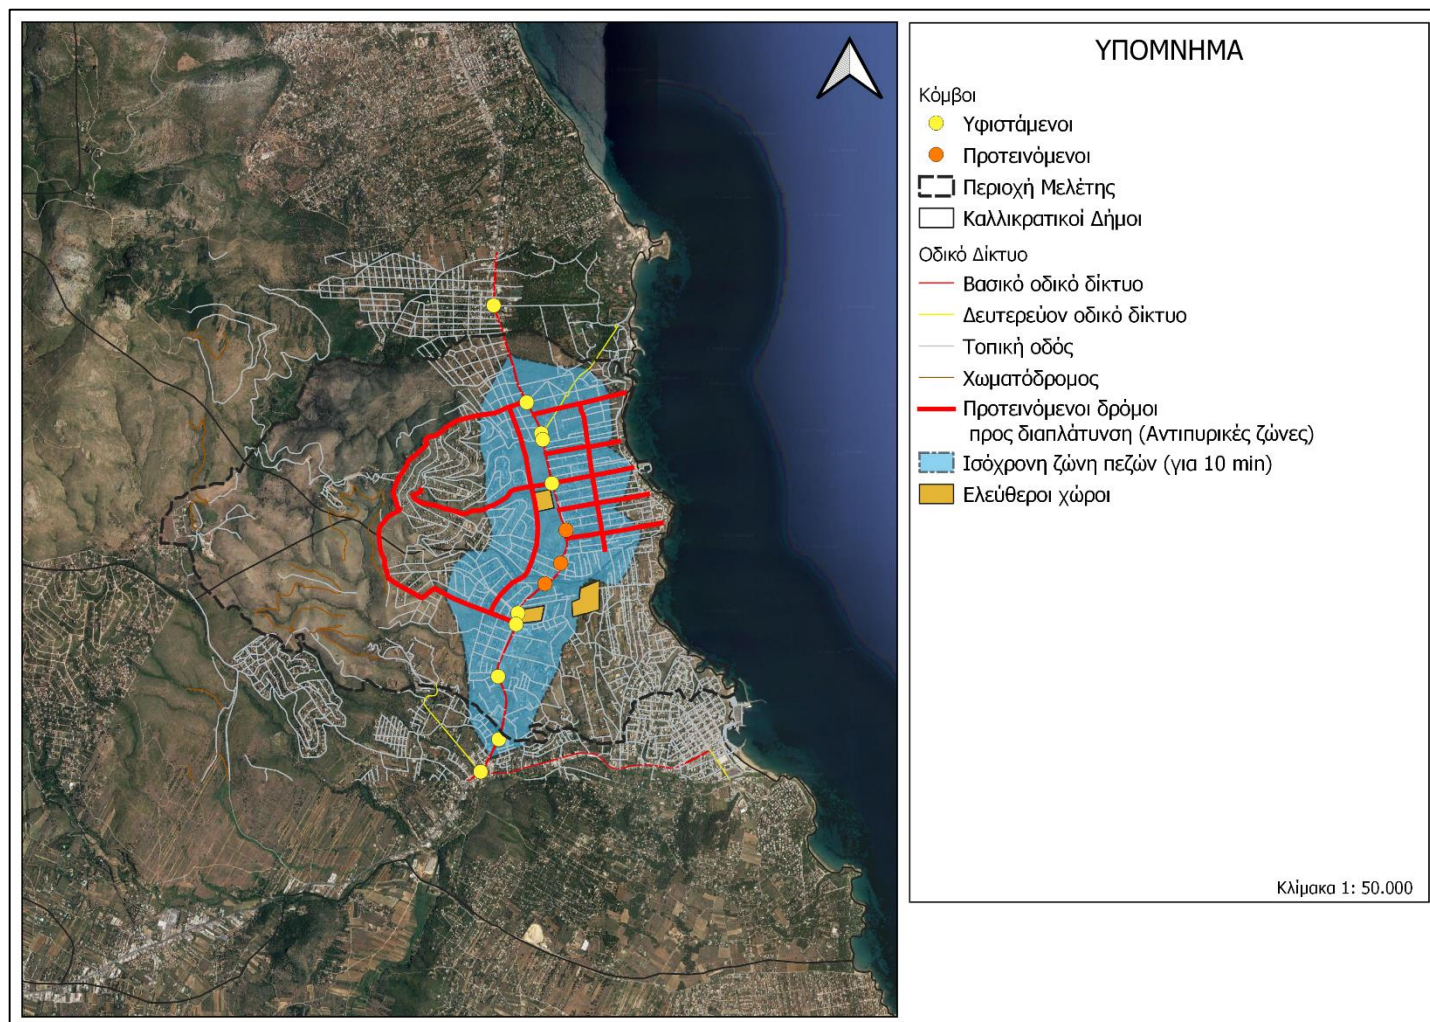 ΥΠΟΜΝΗΜΑ
Κόμβοι
Υφιστάμενοι
Προτεινόμενοι
Περιοχή Μελέτης
Καλλικρατικοί Δήμοι
Οδικό Δίκτυο
Βασικό οδικό δίκτυο
Δευτερεύον οδικό δίκτυο
Τοπική οδός
Χωματόδρομος
Προτεινόμενοι δρόμοι
προς διαπλάτυνση (Αντιπυρικές ζώνες)
Ισόχρονη ζώνη πεζών (για 10 min)
Ελεύθεροι χώροι
Κλίμακα 1: 50.000